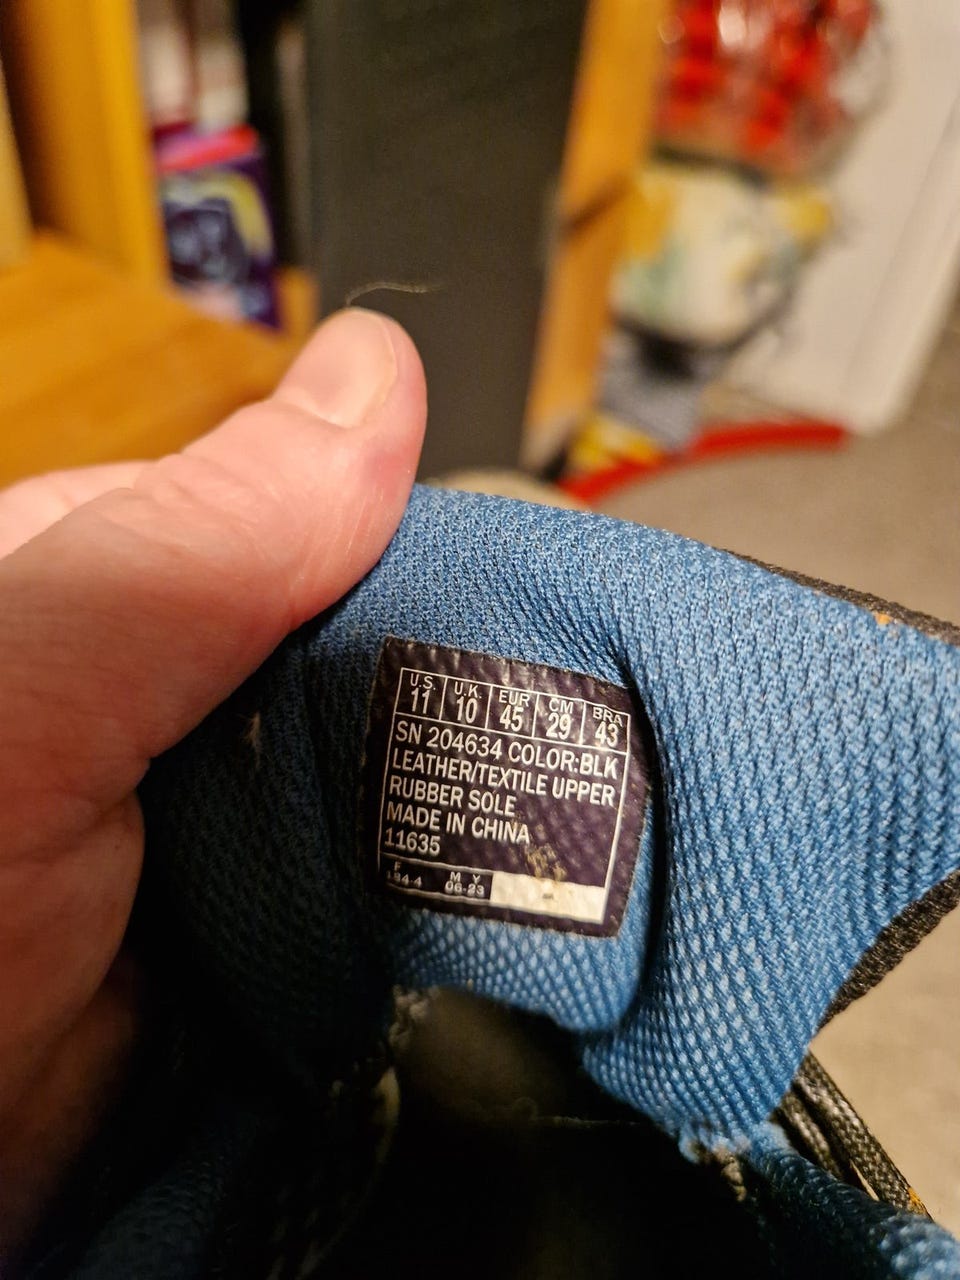 U.S. U.K. EUR CM BRA
11 10 45 29 43
SN 204634 COLOR:BLK
LEATHER/TEXTILE UPPER
RUBBER SOLE
MADE IN CHINA
11635
F M Y
06-23